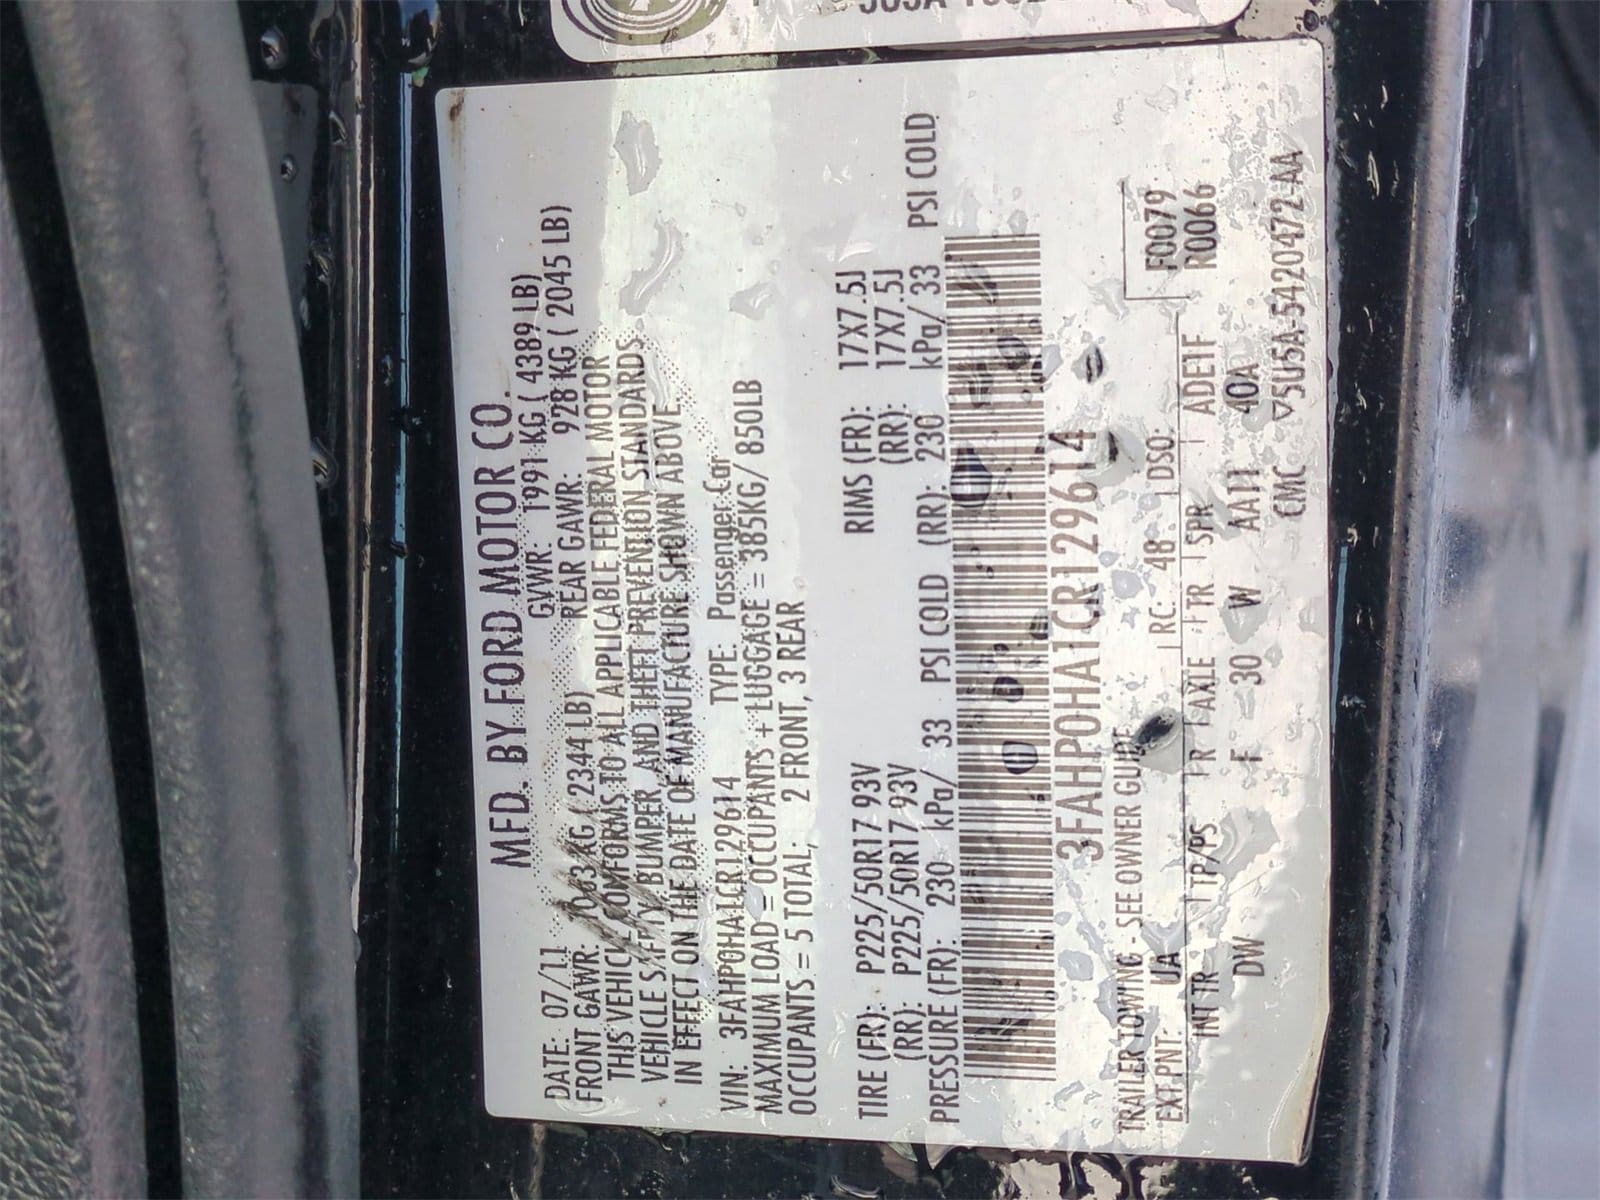 MFD. BY FORD MOTOR CO.
DATE: 07/11 GVWR: 1991 KG ( 4389 LB)
FRONT GAWR: 1063 KG ( 2344 LB) REAR GAWR: 928 KG ( 2045 LB)
THIS VEHICLE CONFORMS TO ALL APPLICABLE FEDERAL MOTOR
VEHICLE SAFETY BUMPER, AND THEFT PREVENTION STANDARDS
IN EFFECT ON THE DATE OF MANUFACTURE SHOWN ABOVE
VIN: 3FAHP0HA1CR129614 TYPE: Passenger Car
MAXIMUM LOAD = OCCUPANTS + LUGGAGE = 385KG/ 850LB
OCCUPANTS = 5 TOTAL, 2 FRONT, 3 REAR
TIRE (FR): P225/50R17 93V RIMS (FR): 17X7.5J
(RR): P225/50R17 93V (RR): 17X7.5J
PRESSURE (FR): 230 kPa/ 33 PSI COLD (RR): 230 kPa/ 33 PSI COLD
3FAHP0HA1CR129614
TRAILER TOWING - SEE OWNER GUIDE F0079
EXT PNT: UA RC: 48 DSO: R0066
INT TR TP/PS R AXLE TR SPR ADE1F
DW F 30 W AA11 40A
CMC V5U5A-5420472-AA